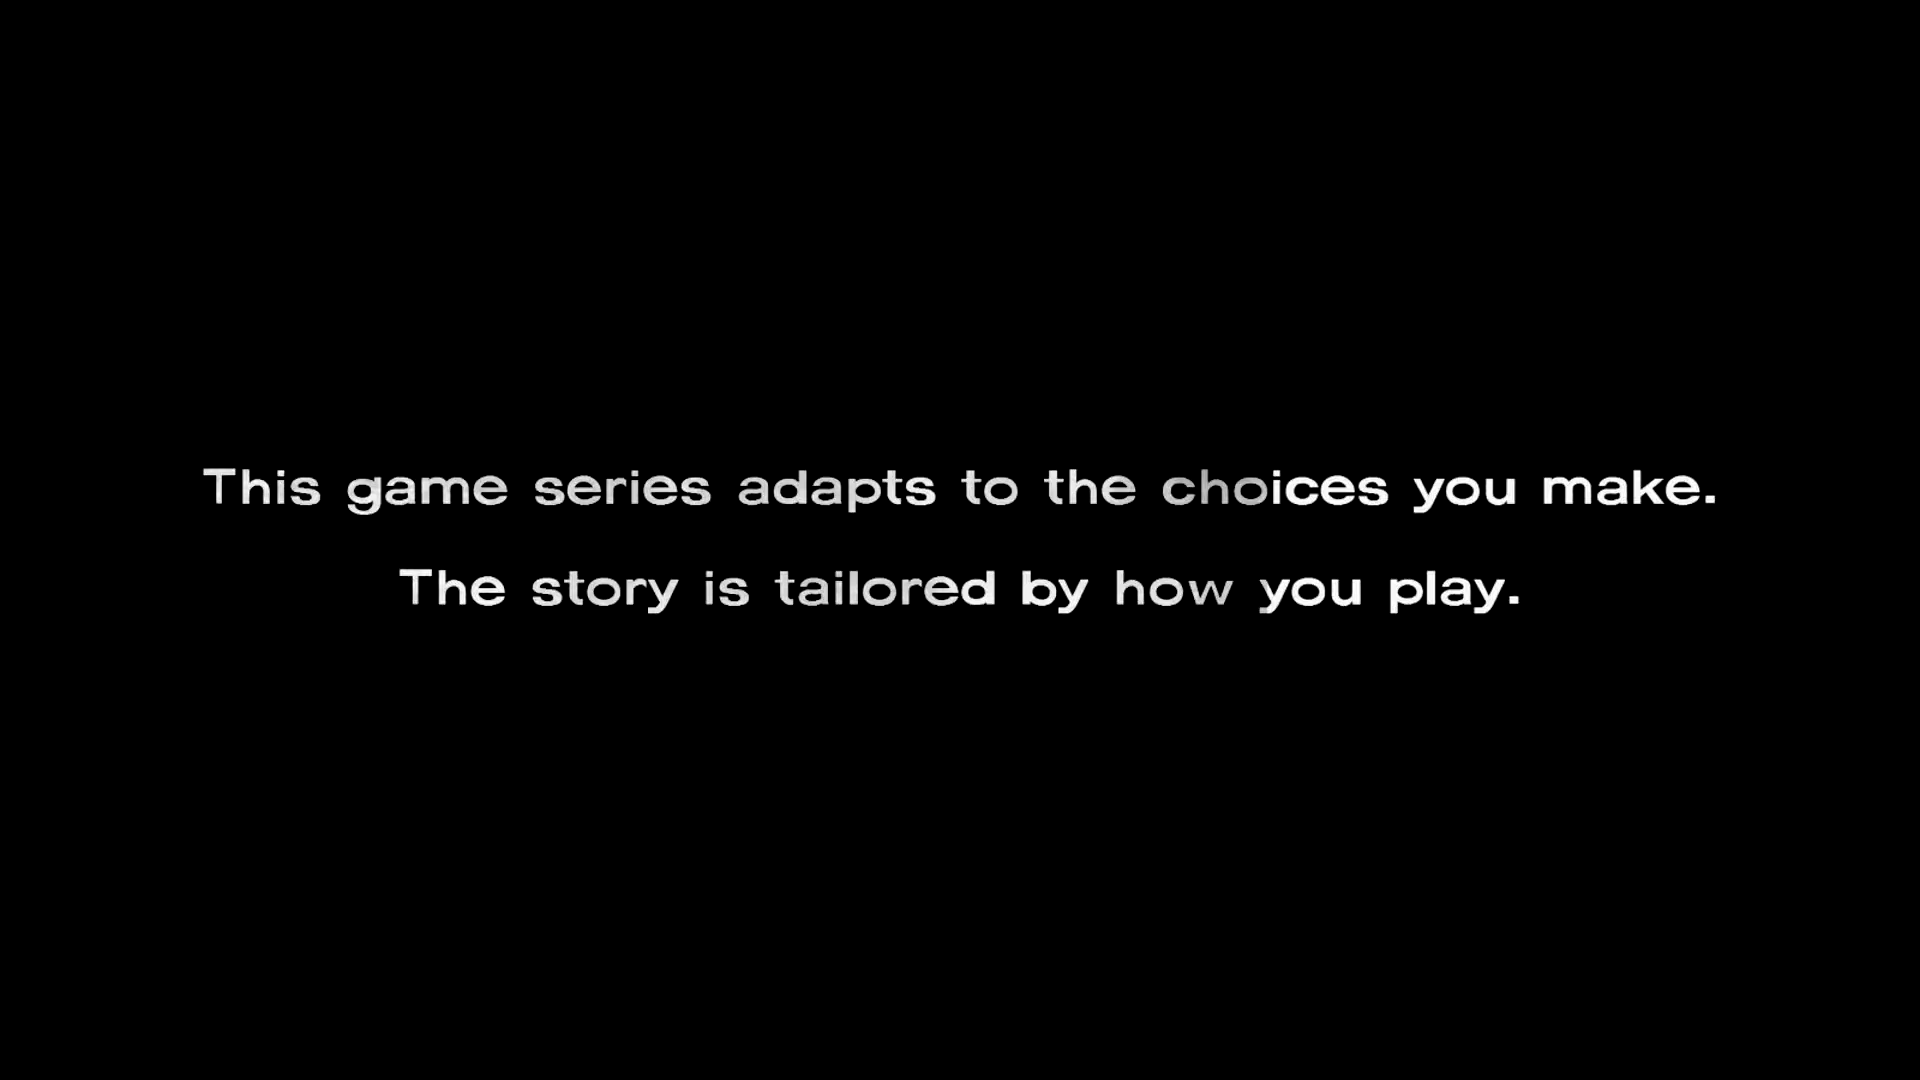 This game series adapts to the choices you make.
The story is tailored by how you play.